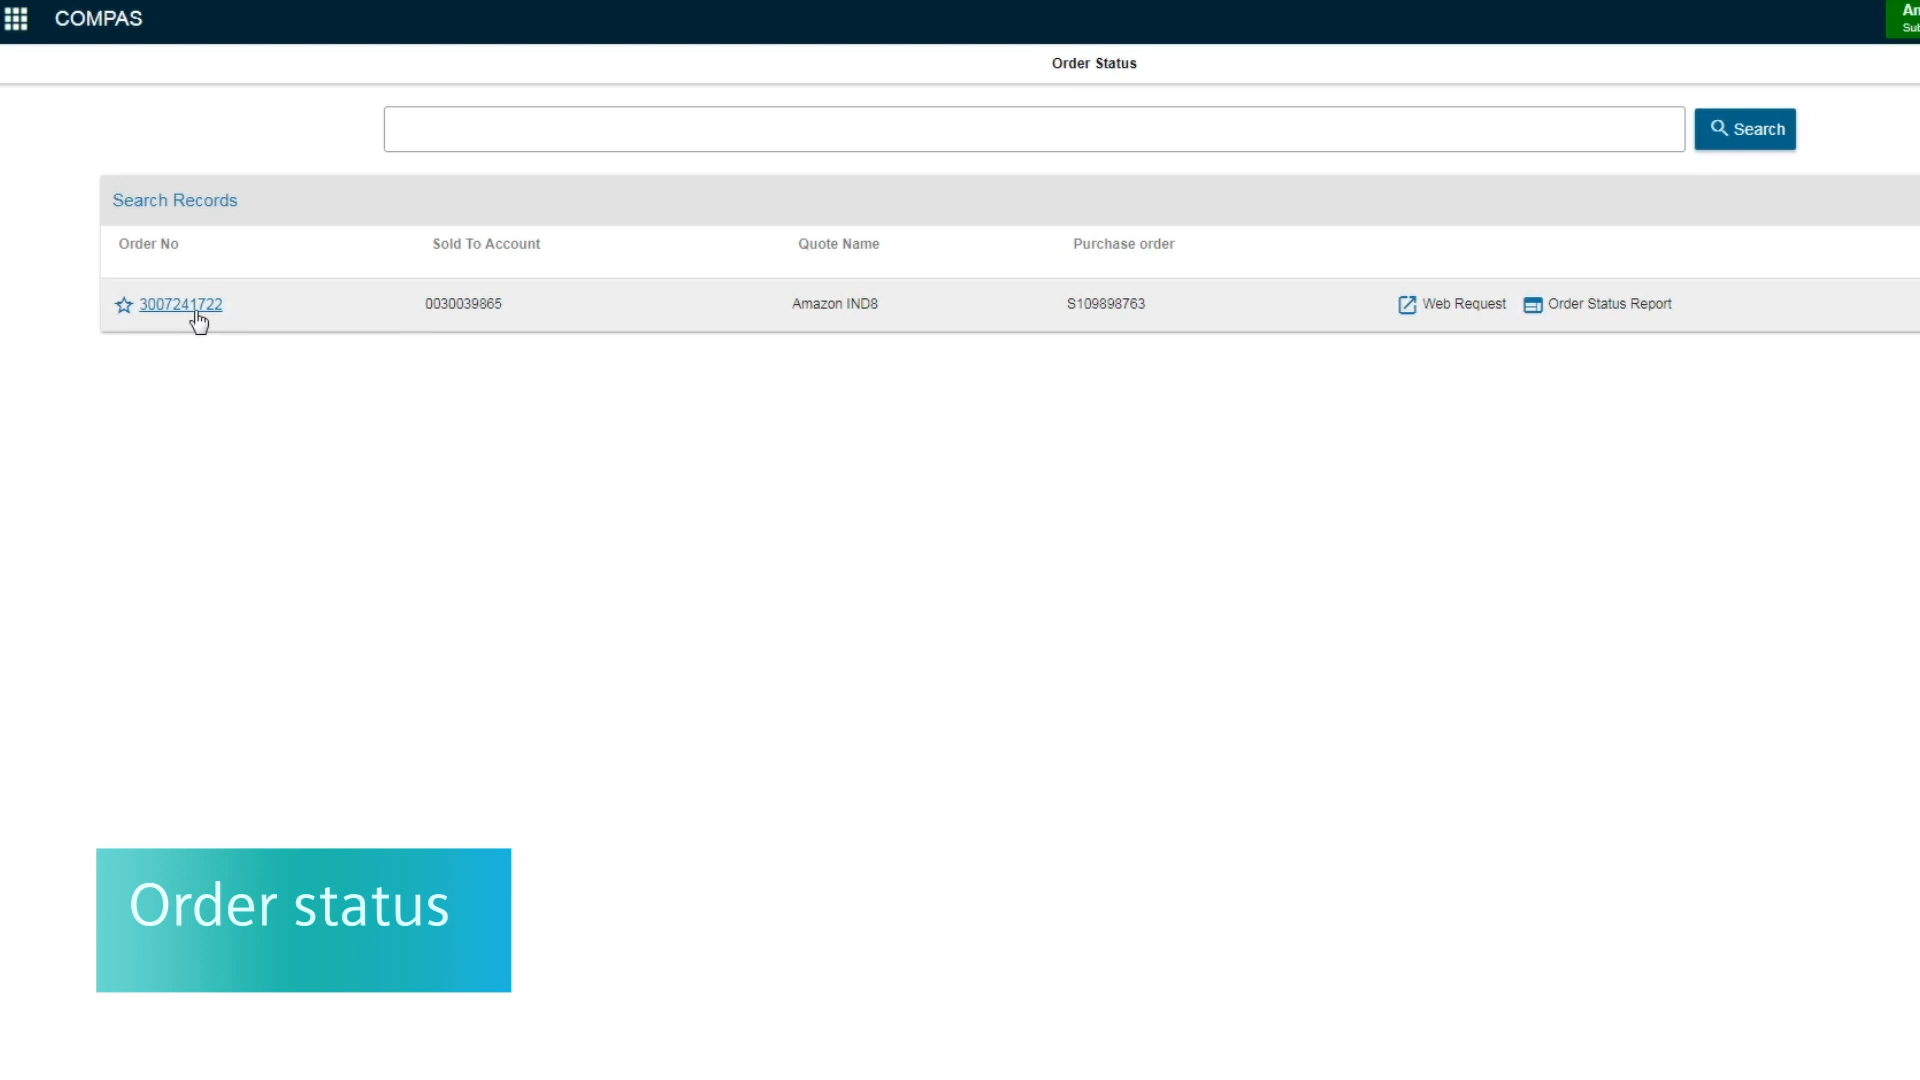 COMPAS
Order Status
Search
Search Records
Order No Sold To Account Quote Name Purchase order
3007241722 0030039865 Amazon IND8 S109898763 Web Request Order Status Report
Order status